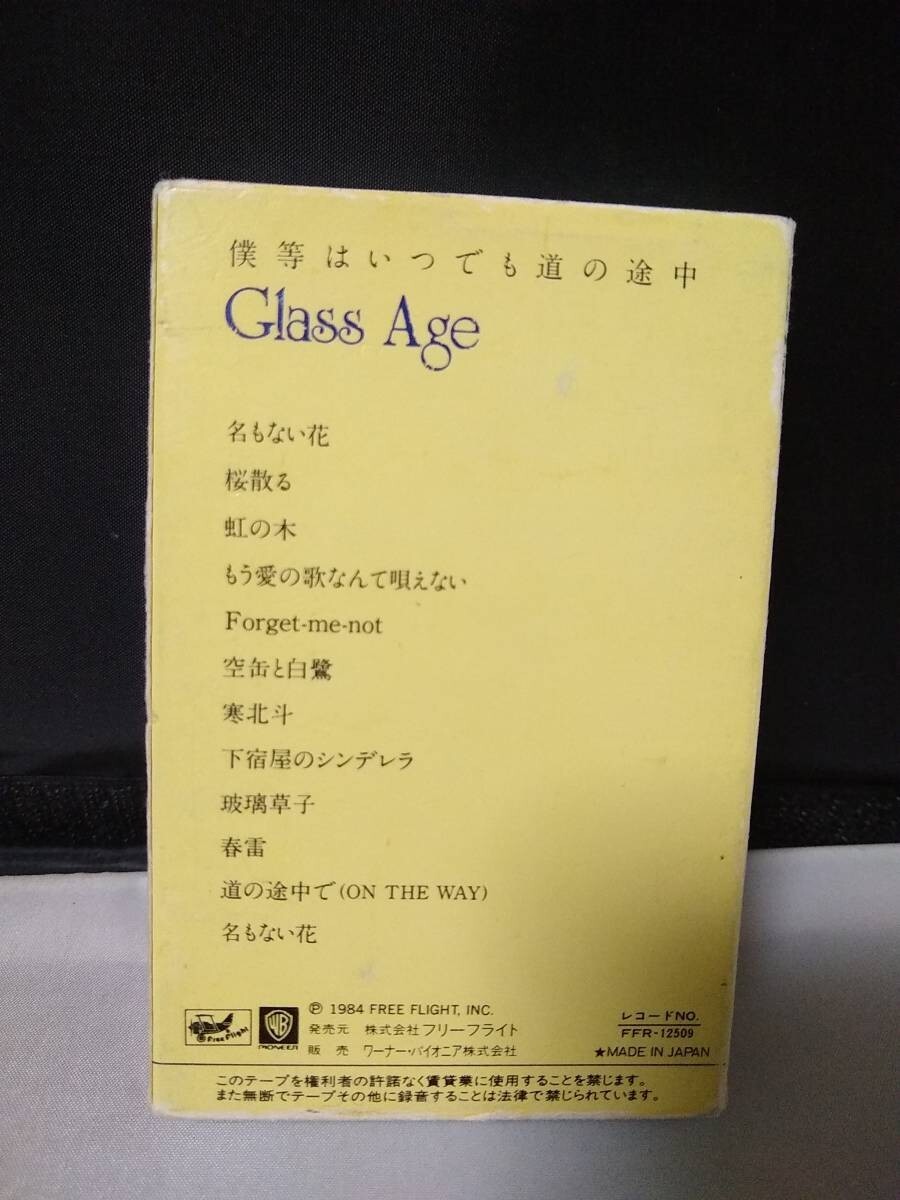 僕等はいつでも道の途中
Glass Age
名もない花
桜散る
虹の木
もう愛の歌なんて唄えない
Forget-me-not
空缶と白鷺
寒北斗
下宿屋のシンデレラ
玻璃草子
春雷
道の途中で(ON THE WAY)
名もない花
Free Flight
WB
PIONEER
Ⓟ 1984 FREE FLIGHT, INC.
発売元 株式会社フリーフライト
販売 ワーナー・パイオニア株式会社
レコードNO.
FFR-12509
★MADE IN JAPAN
このテープを権利者の許諾なく賃貸業に使用することを禁じます。
また無断でテープその他に録音することは法律で禁じられています。